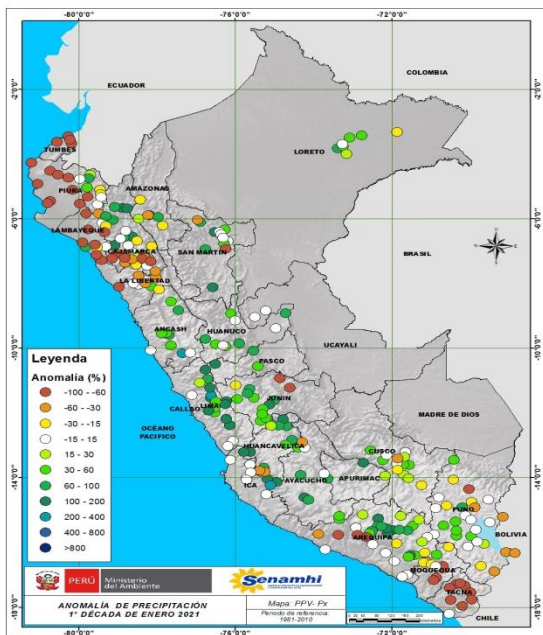 -80°0'0"
-76°0'0"
-72°0'0"
COLOMBIA
ECUADOR
-2°0'0"
TUMBES
LORETO
PIURA
AMAZONAS
-6°0'0"
LAMBAYEQUE
CAJAMARCA
SAN MARTIN
BRASIL
LA LIBERTAD
ANCASH
HUANUCO
UCAYALI
-10°0'0"
PASCO
Leyenda
Anomalía (%)
-100 - -60
-60 - -30
-30 - -15
-15 - 15
15 - 30
30 - 60
60 - 100
100 - 200
200 - 400
400 - 800
>800
JUNIN
LIMA
CALLAO
MADRE DE DIOS
OCÉANO
PACIFICO
HUANCAVELICA
CUSCO
-14°0'0"
ICA
AYACUCHO
APURIMAC
PUNO
AREQUIPA
BOLIVIA
MOQUEGUA
TACNA
-18°0'0"
CHILE
PERÚ
Ministerio
del Ambiente
Senamhi
ANOMALÍA DE PRECIPITACIÓN
1° DÉCADA DE ENERO 2021
Mapa: PPV- Px
Periodo de referencia:
1981-2010